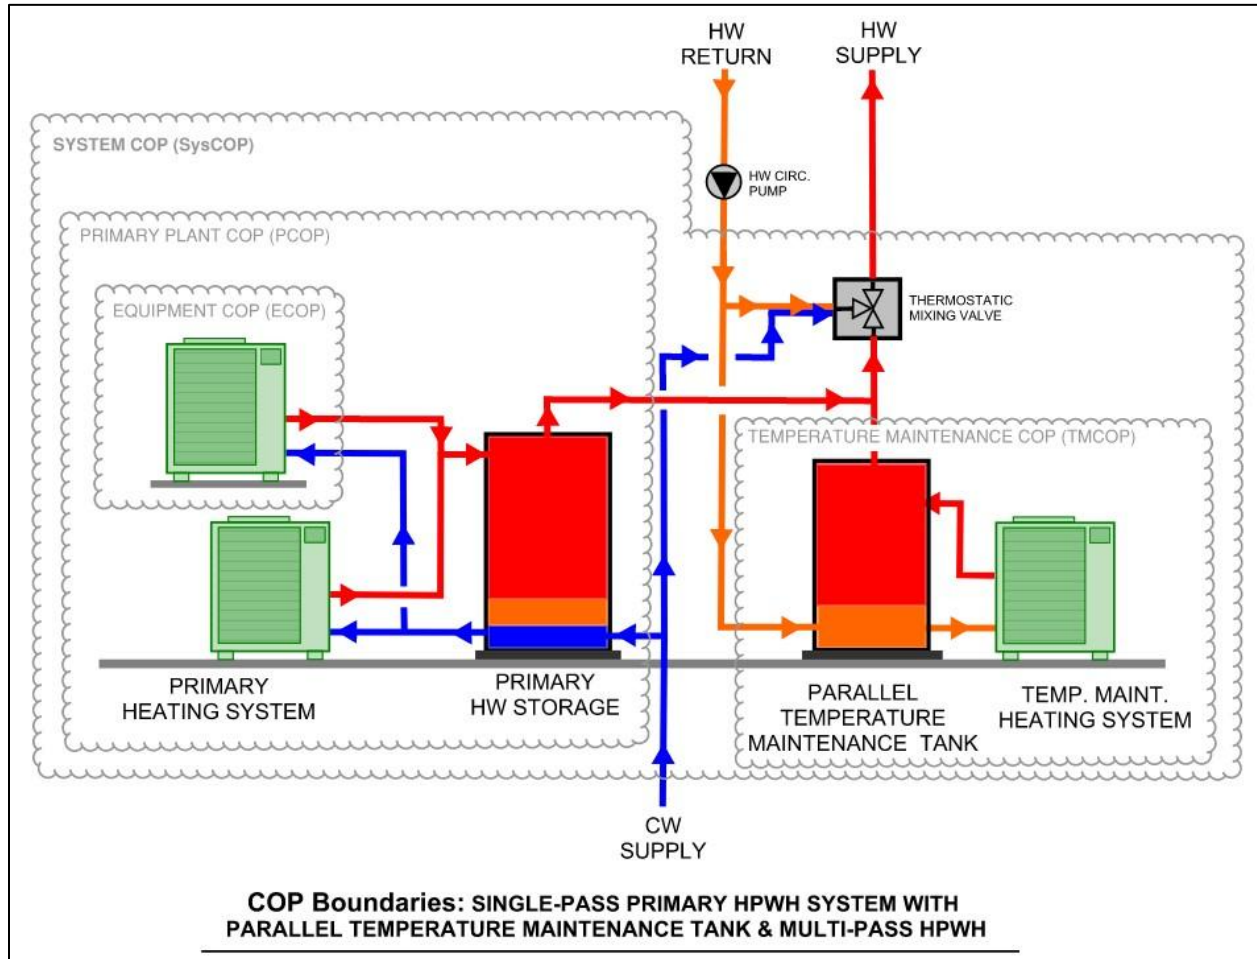 HW
RETURN
HW
SUPPLY
SYSTEM COP (SysCOP)
HW CIRC.
PUMP
PRIMARY PLANT COP (PCOP)
EQUIPMENT COP (ECOP)
THERMOSTATIC
MIXING VALVE
TEMPERATURE MAINTENANCE COP (TMCOP)
PRIMARY
HEATING SYSTEM
PRIMARY
HW STORAGE
PARALLEL
TEMPERATURE
MAINTENANCE TANK
TEMP. MAINT.
HEATING SYSTEM
CW
SUPPLY
COP Boundaries: SINGLE-PASS PRIMARY HPWH SYSTEM WITH
PARALLEL TEMPERATURE MAINTENANCE TANK & MULTI-PASS HPWH